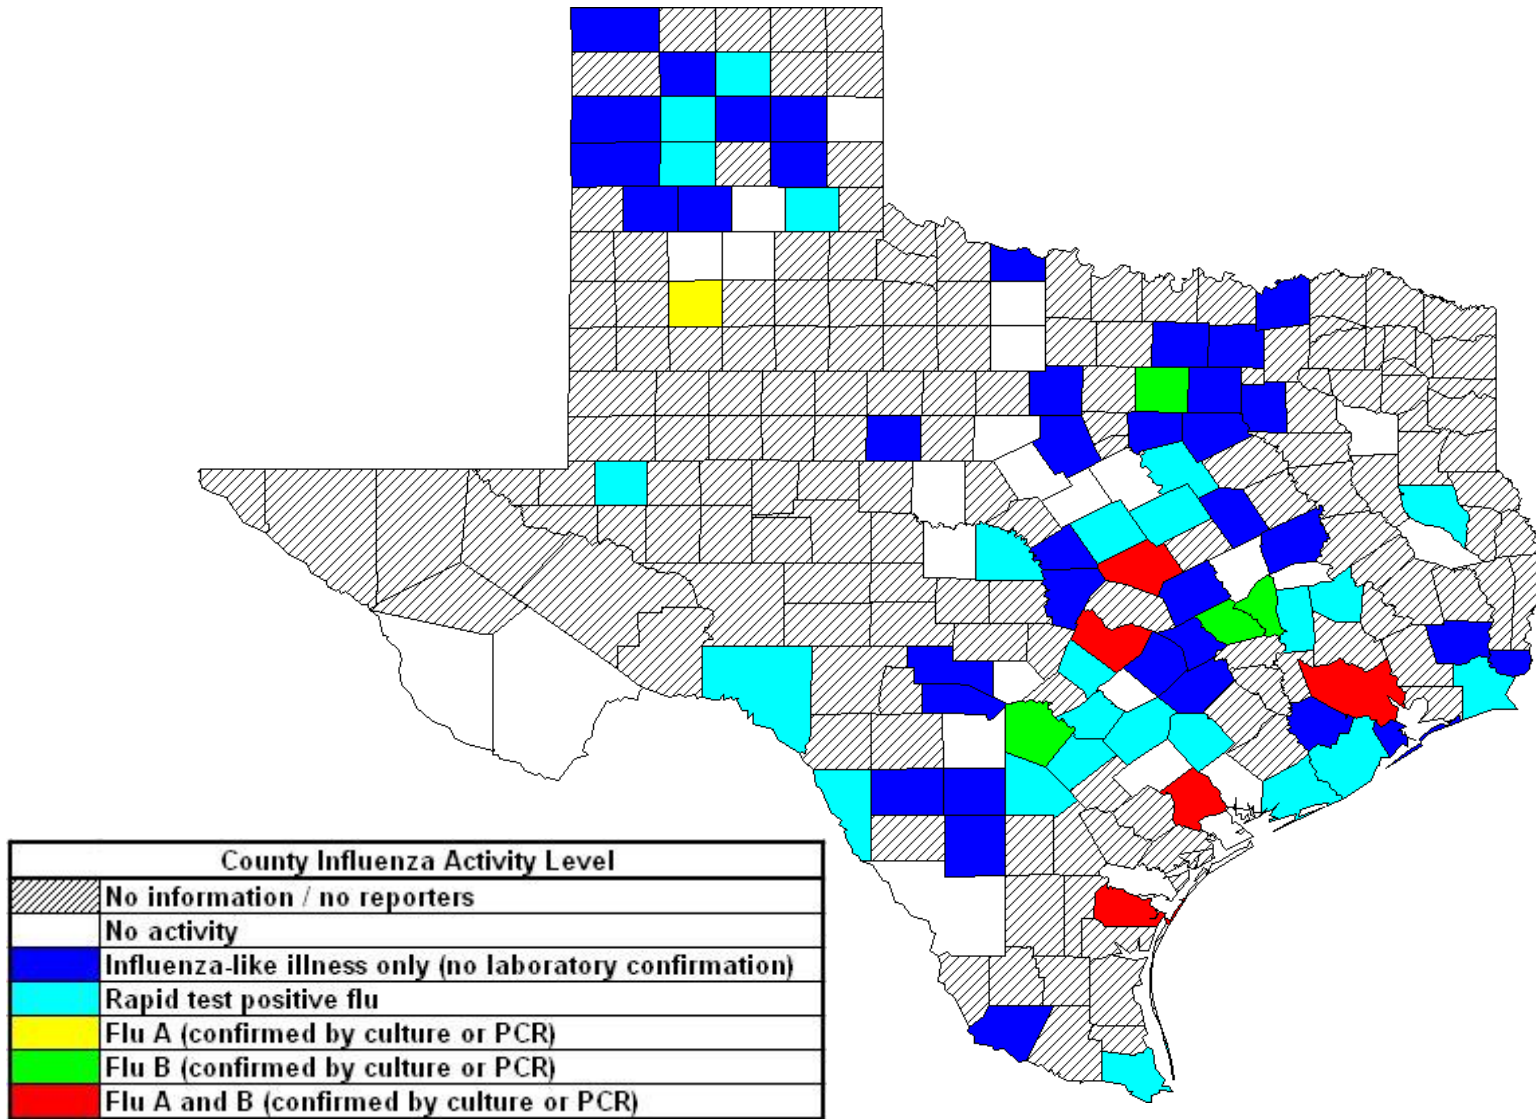 County Influenza Activity Level
No information / no reporters
No activity
Influenza-like illness only (no laboratory confirmation)
Rapid test positive flu
Flu A (confirmed by culture or PCR)
Flu B (confirmed by culture or PCR)
Flu A and B (confirmed by culture or PCR)